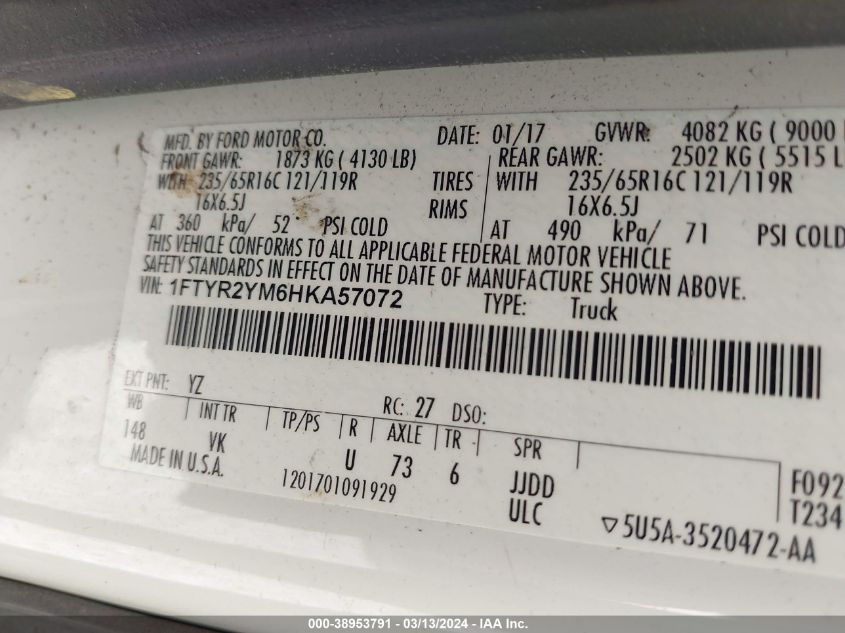 MFD. BY FORD MOTOR CO. DATE: 01/17 GVWR: 4082 KG ( 9000
FRONT GAWR: 1873 KG ( 4130 LB) REAR GAWR: 2502 KG ( 5515 L
WITH 235/65R16C 121/119R TIRES WITH 235/65R16C 121/119R
16X6.5J RIMS 16X6.5J
AT 360 kPa/ 52 PSI COLD AT 490 kPa/ 71 PSI COLD
THIS VEHICLE CONFORMS TO ALL APPLICABLE FEDERAL MOTOR VEHICLE
SAFETY STANDARDS IN EFFECT ON THE DATE OF MANUFACTURE SHOWN ABOVE.
VIN: 1FTYR2YM6HKA57072 TYPE: Truck
EXT PNT: YZ RC: 27 DSO:
WB INT TR TP/PS R AXLE TR SPR
148 VK U 73 6 JJDD F092
MADE IN U.S.A. 1201701091929 ULC T234
▽5U5A-3520472-AA
000-38953791 - 03/13/2024 - IAA Inc.